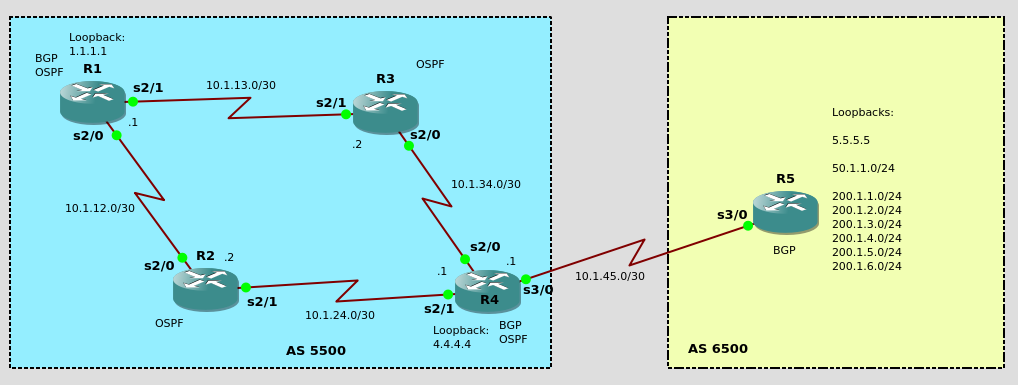 Loopback:
1.1.1.1
BGP
OSPF
R1
s2/1
10.1.13.0/30
s2/1
R3
OSPF
s2/0
.1
.2
s2/0
10.1.12.0/30
10.1.34.0/30
s2/0
R2
.2
s2/1
OSPF
10.1.24.0/30
s2/0
.1
.1
s2/1
R4
s3/0
Loopback:
4.4.4.4
BGP
OSPF
AS 5500
10.1.45.0/30
s3/0
R5
BGP
Loopbacks:
5.5.5.5
50.1.1.0/24
200.1.1.0/24
200.1.2.0/24
200.1.3.0/24
200.1.4.0/24
200.1.5.0/24
200.1.6.0/24
AS 6500